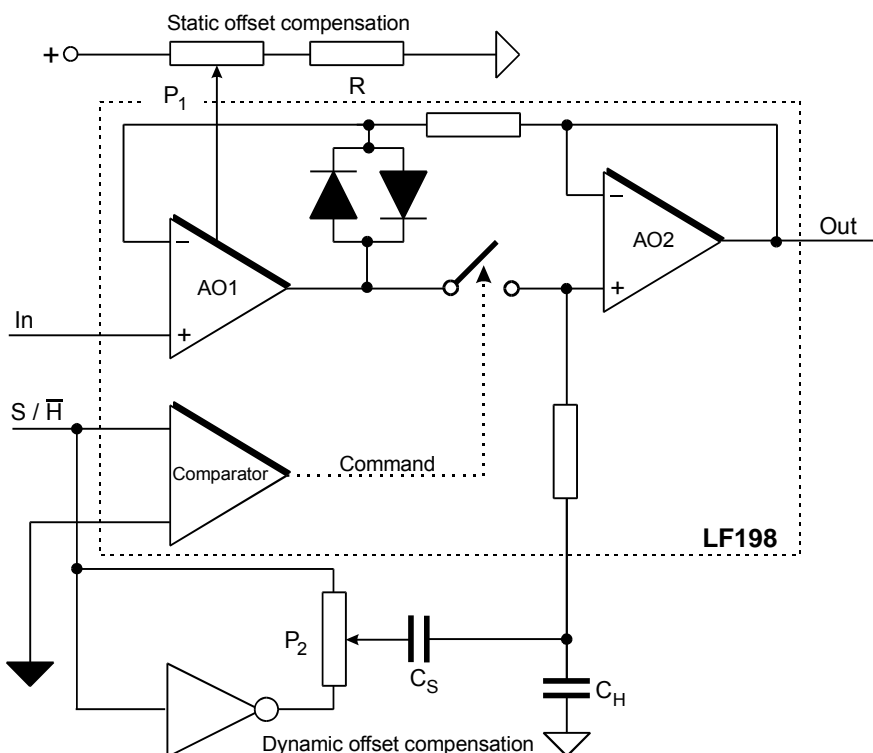 Static offset compensation
+
P1
R
−
−
AO1
AO2
Out
In
+
+
S / H̅
Comparator
Command
LF198
P2
CS
CH
Dynamic offset compensation